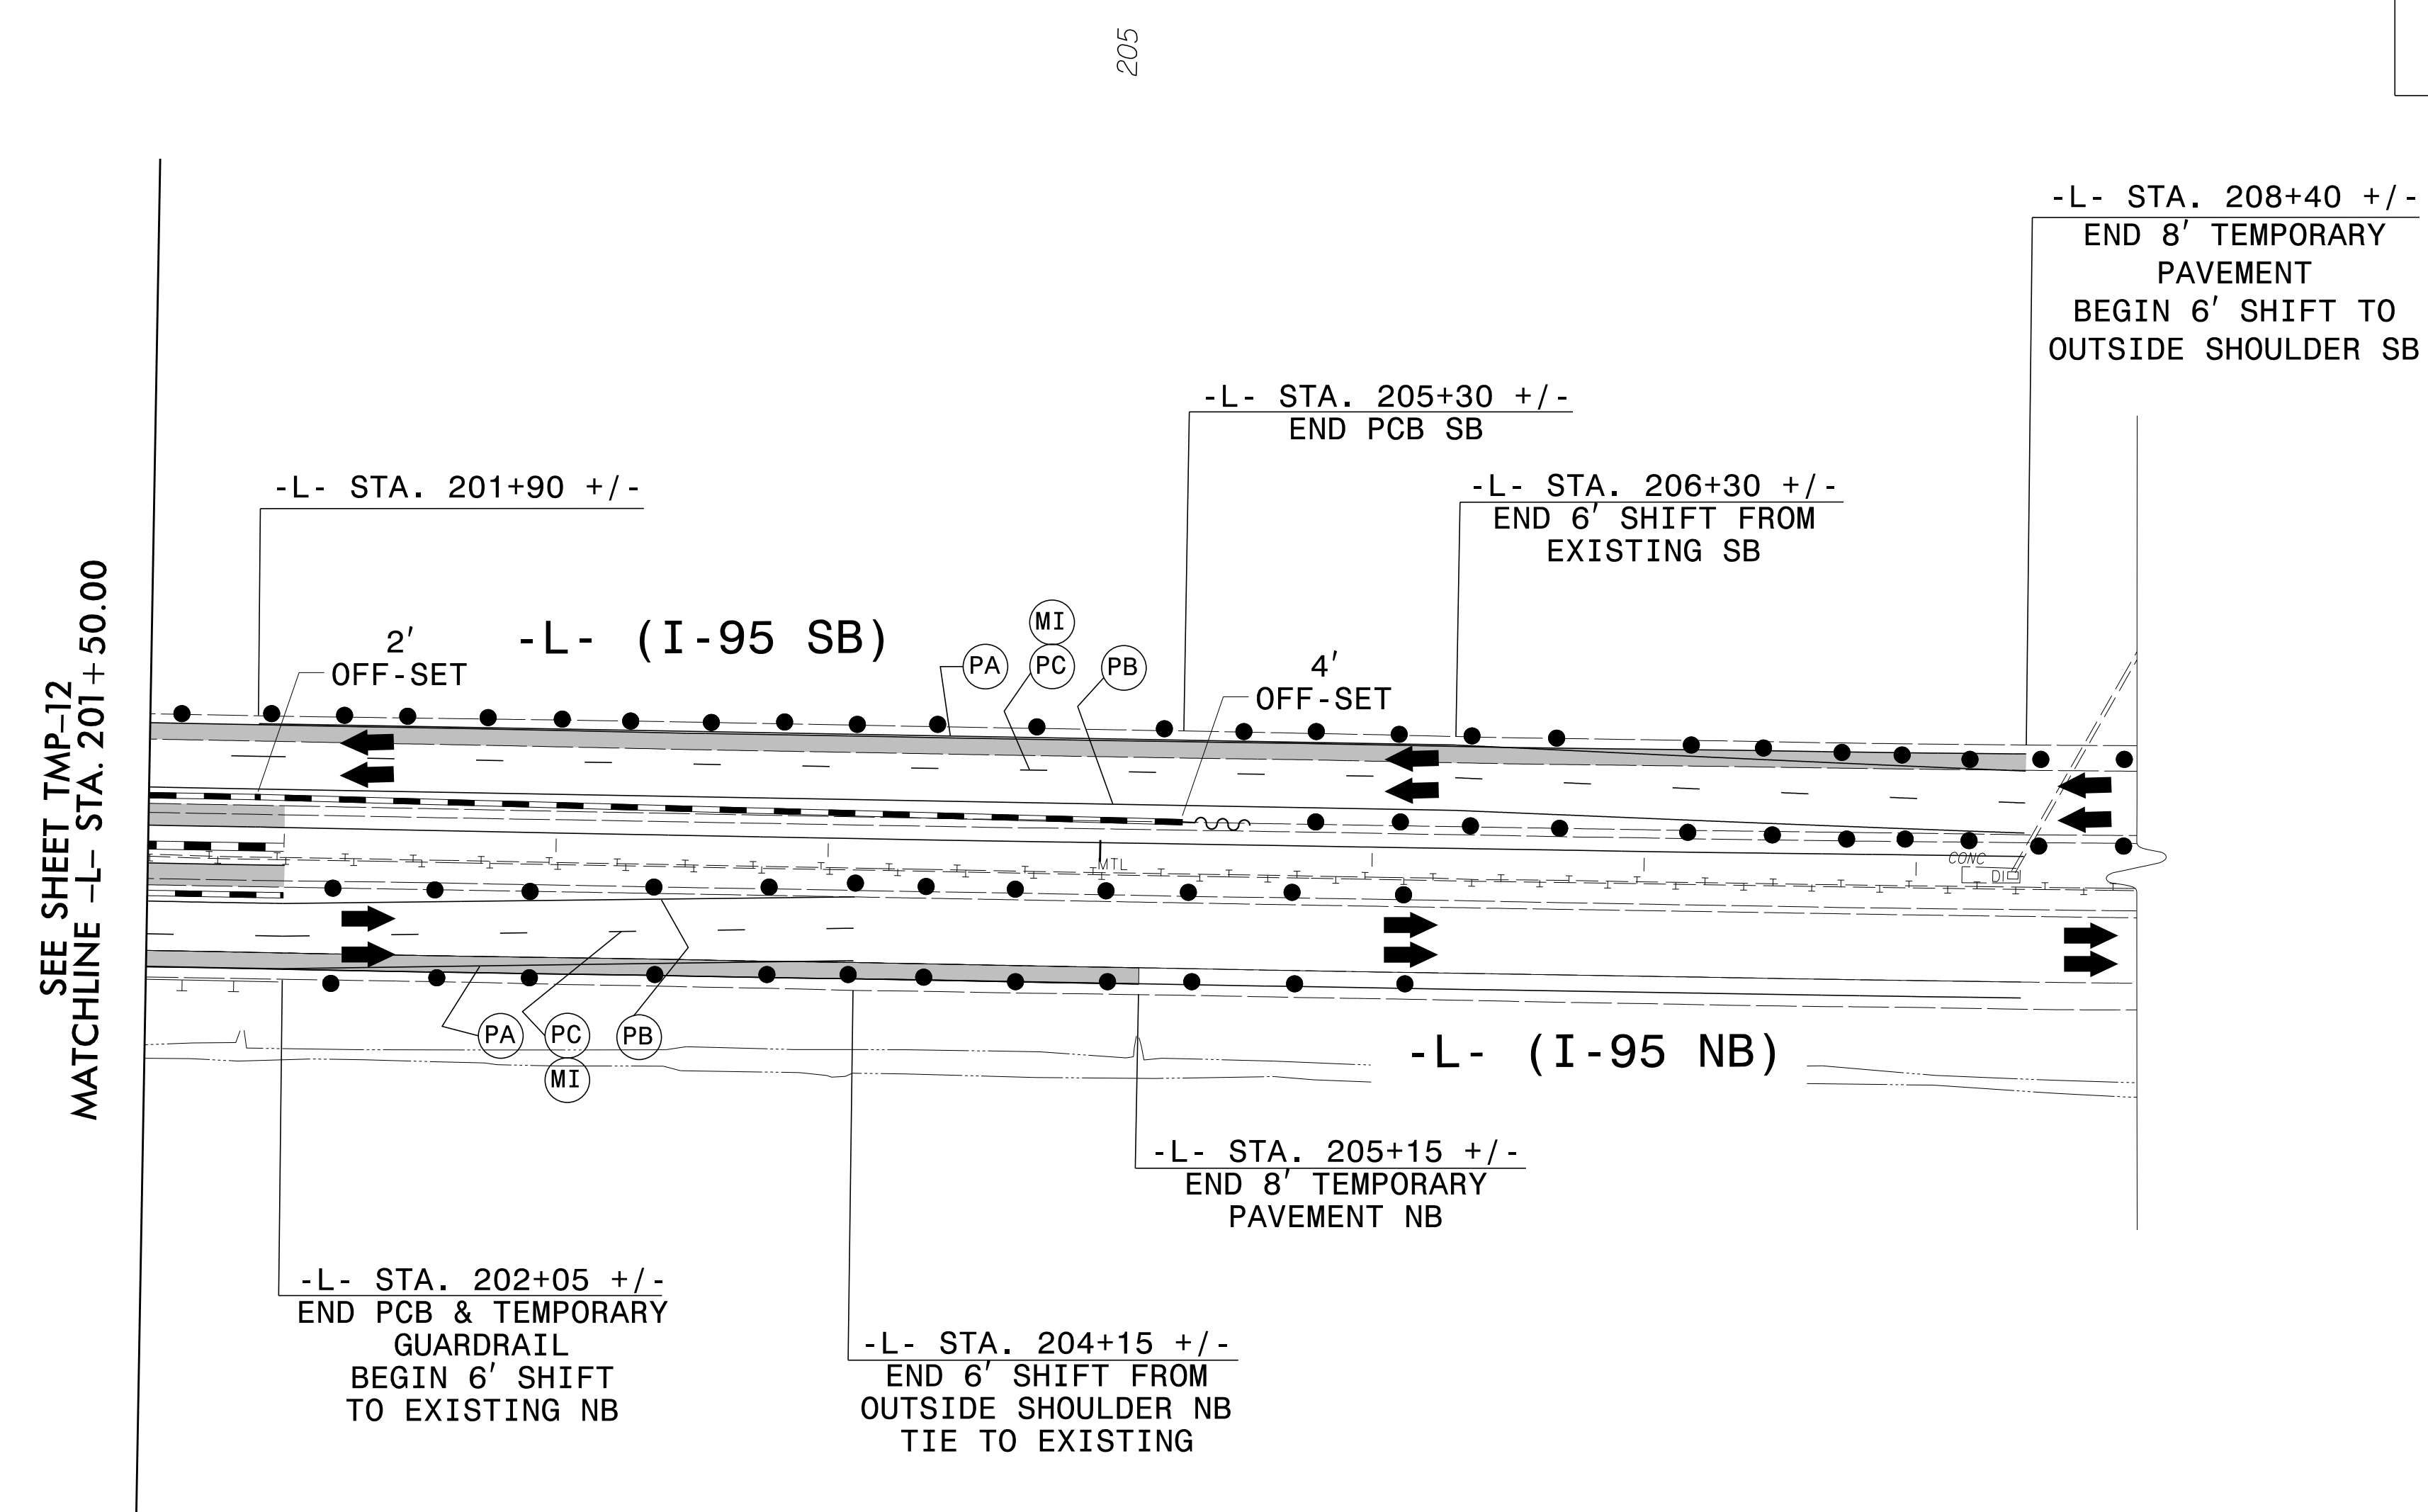 205
-L- STA. 208+40 +/-
END 8' TEMPORARY
PAVEMENT
BEGIN 6' SHIFT TO
OUTSIDE SHOULDER SB
-L- STA. 205+30 +/-
END PCB SB
-L- STA. 206+30 +/-
END 6' SHIFT FROM
EXISTING SB
-L- STA. 201+90 +/-
2'
OFF-SET
-L- (I-95 SB)
MI
PA
PC
PB
4'
OFF-SET
SEE SHEET TMP-12
MATCHLINE -L- STA. 201+50.00
MTL
CONC
DI
PA
PC
PB
MI
-L- (I-95 NB)
-L- STA. 205+15 +/-
END 8' TEMPORARY
PAVEMENT NB
-L- STA. 202+05 +/-
END PCB & TEMPORARY
GUARDRAIL
BEGIN 6' SHIFT
TO EXISTING NB
-L- STA. 204+15 +/-
END 6' SHIFT FROM
OUTSIDE SHOULDER NB
TIE TO EXISTING